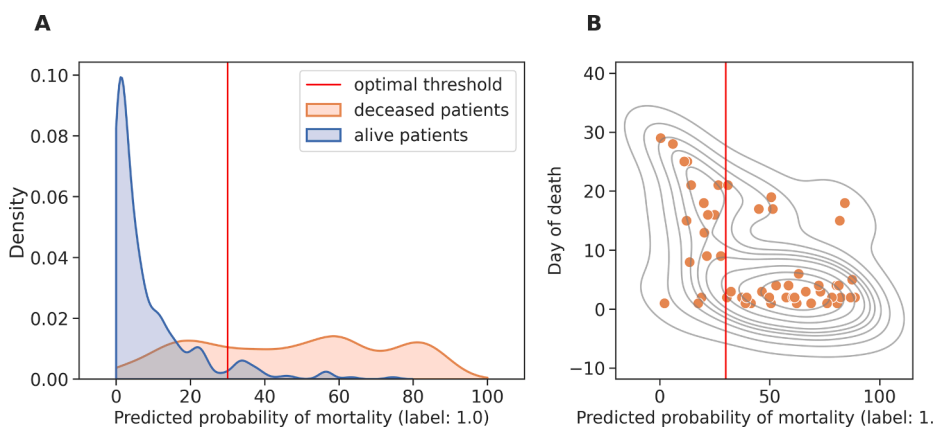 A
B
0.10
0.08
0.06
0.04
0.02
0.00
Density
optimal threshold
deceased patients
alive patients
0 20 40 60 80 100
Predicted probability of mortality (label: 1.0)
40
30
20
10
0
−10
Day of death
0 50 100
Predicted probability of mortality (label: 1.